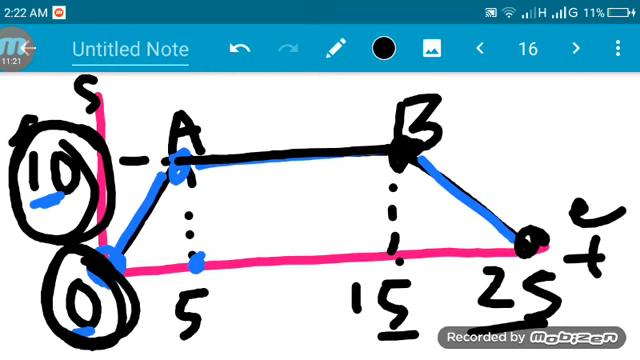 2:22 AM H G 11%
M Untitled Note 16
11:21
S
A B
10
0 5 15 25 t
Recorded by MOBIZEN